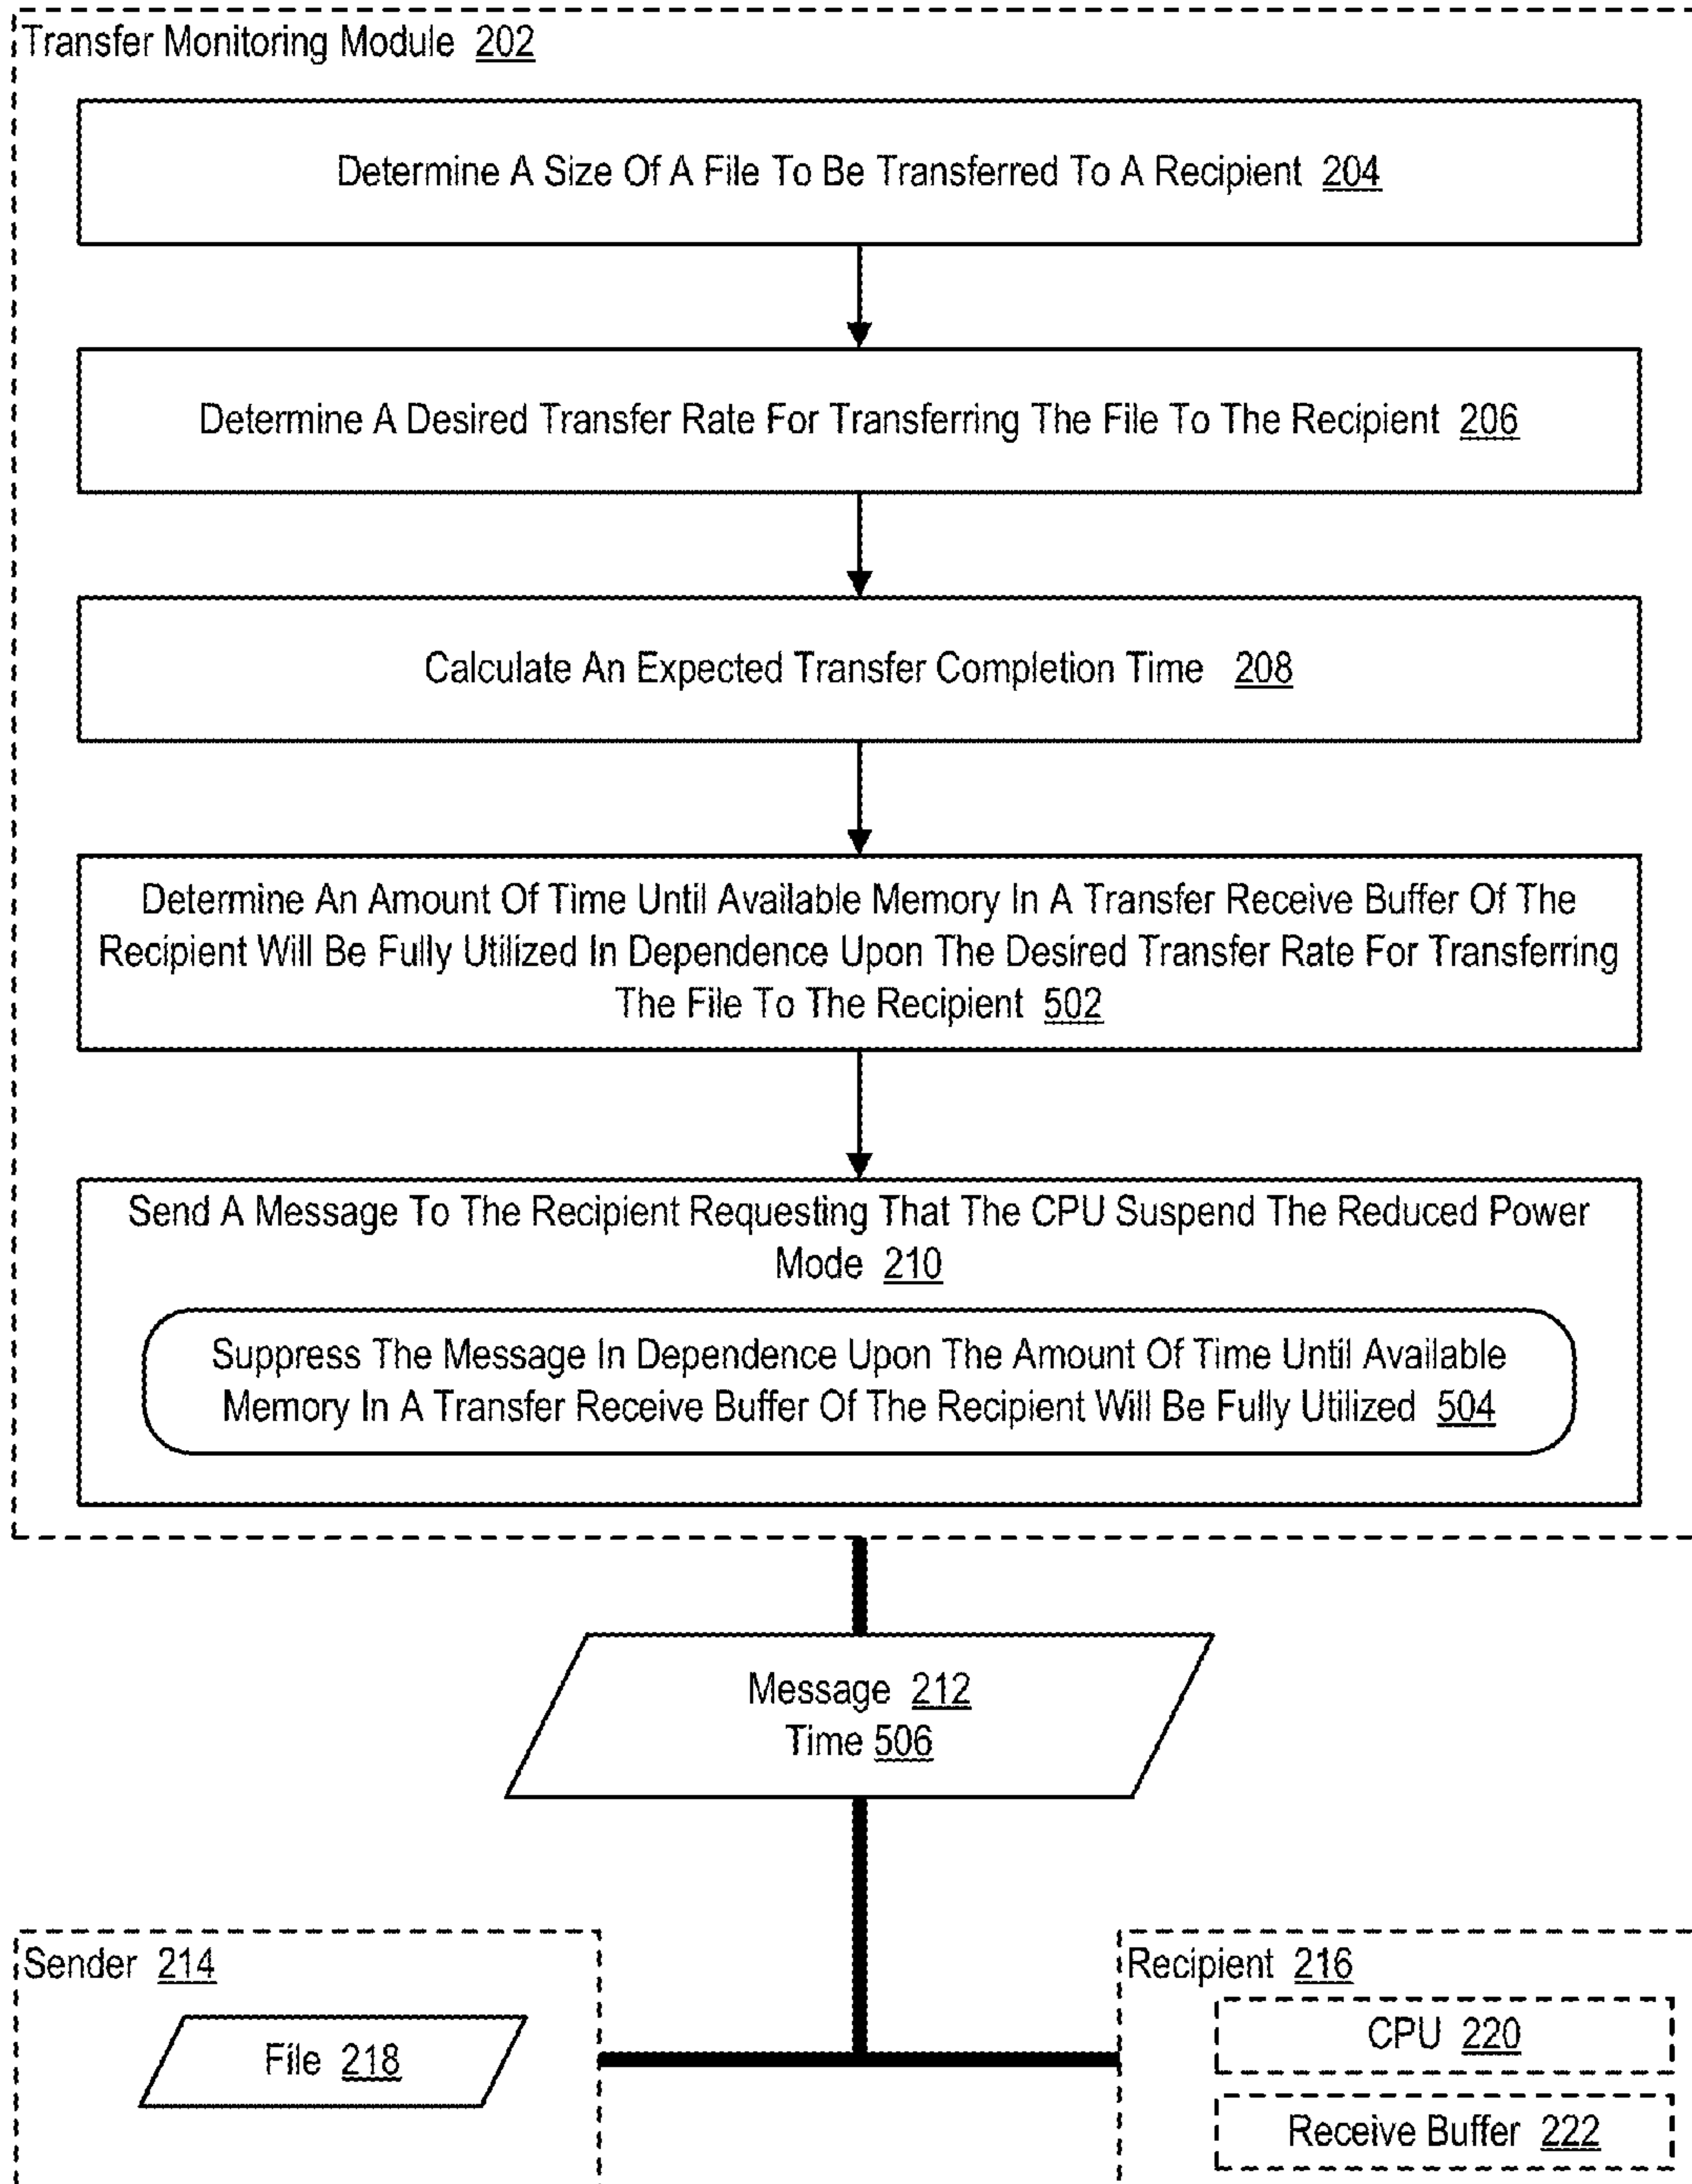 Transfer Monitoring Module 202
Determine A Size Of A File To Be Transferred To A Recipient 204
Determine A Desired Transfer Rate For Transferring The File To The Recipient 206
Calculate An Expected Transfer Completion Time 208
Determine An Amount Of Time Until Available Memory In A Transfer Receive Buffer Of The
Recipient Will Be Fully Utilized In Dependence Upon The Desired Transfer Rate For Transferring
The File To The Recipient 502
Send A Message To The Recipient Requesting That The CPU Suspend The Reduced Power
Mode 210
Suppress The Message In Dependence Upon The Amount Of Time Until Available
Memory In A Transfer Receive Buffer Of The Recipient Will Be Fully Utilized 504
Message 212
Time 506
Sender 214
File 218
Recipient 216
CPU 220
Receive Buffer 222